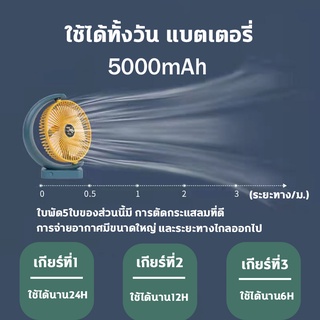 ใช้ได้ทั้งวัน แบตเตอรี่
5000mAh
0 0.5 1 2 3 (ระยะทาง/ม.)
ใบพัด5ใบของส่วนนี้มี การตัดกระแสลมที่ดี
การจ่ายอากาศมีขนาดใหญ่ และระยะทางไกลออกไป
เกียร์ที่1 เกียร์ที่2 เกียร์ที่3
ใช้ได้นาน24H ใช้ได้นาน12H ใช้ได้นาน6H